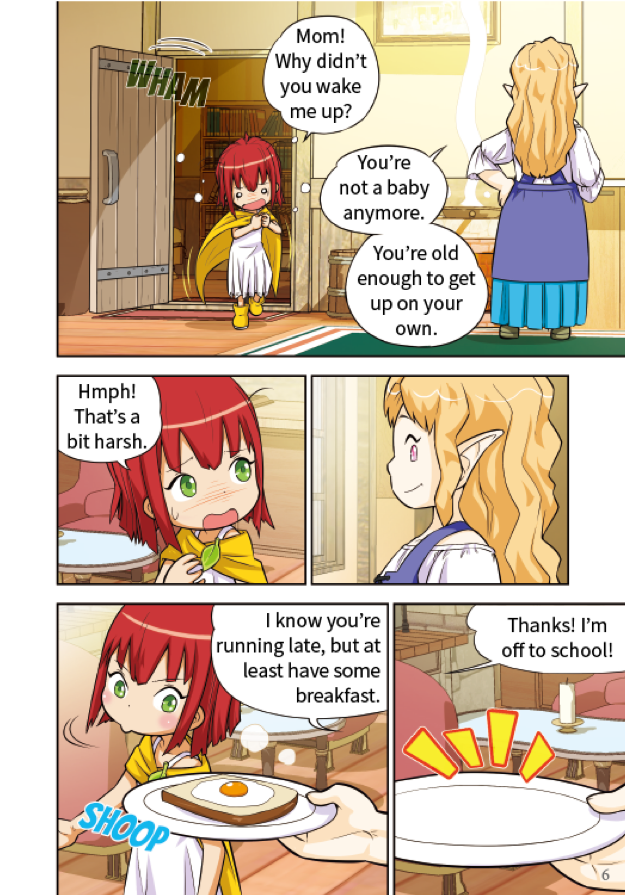 WHAM
Mom!
Why didn't
you wake
me up?
You're
not a baby
anymore.
You're old
enough to get
up on your
own.
Hmph!
That's a
bit harsh.
I know you're
running late, but at
least have some
breakfast.
SHOOP
Thanks! I'm
off to school!
6